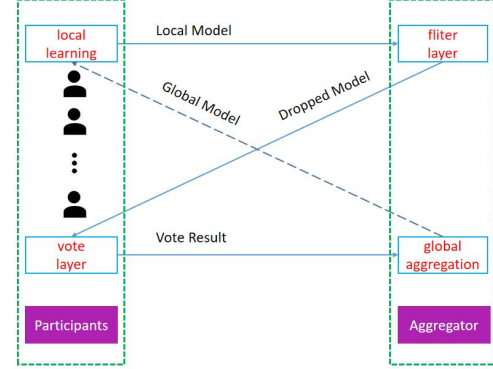 local
learning
Local Model
fliter
layer
Global Model
Dropped Model
vote
layer
Vote Result
global
aggregation
Participants
Aggregator